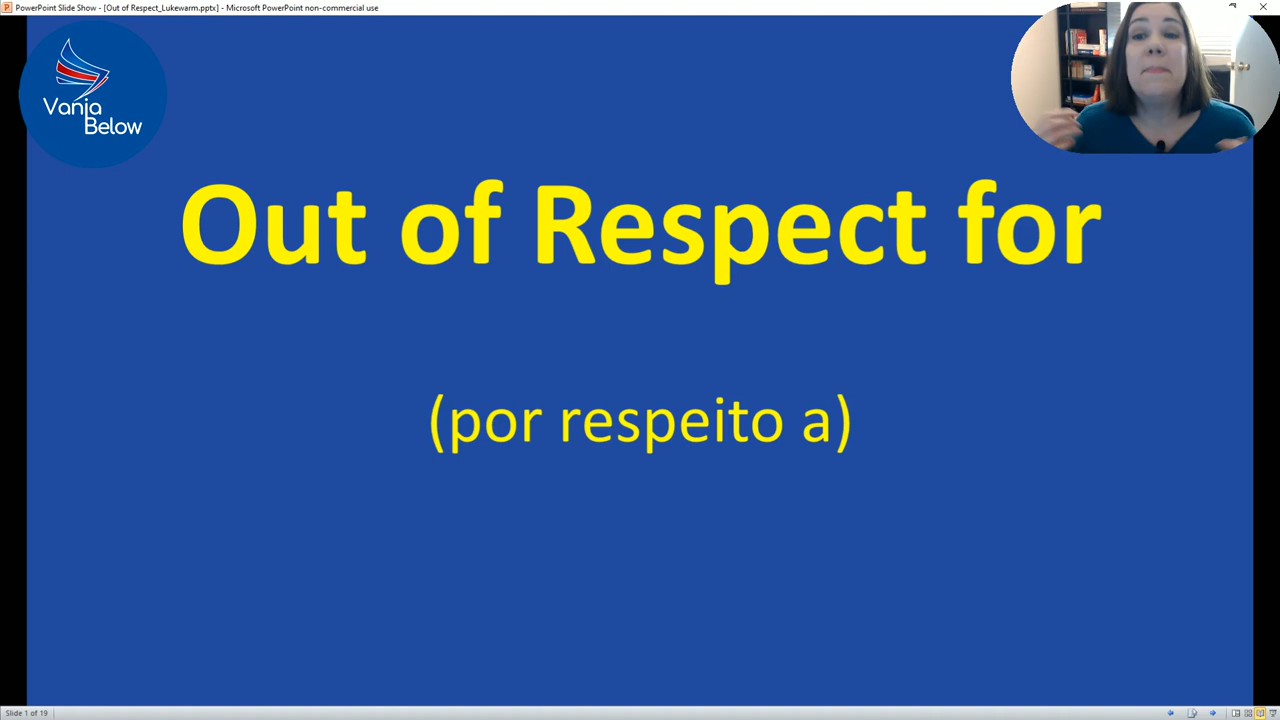 PowerPoint Slide Show - [Out of Respect_Lukewarm.pptx] - Microsoft PowerPoint non-commercial use
Vanja
Below
Out of Respect for
(por respeito a)
Slide 1 of 19